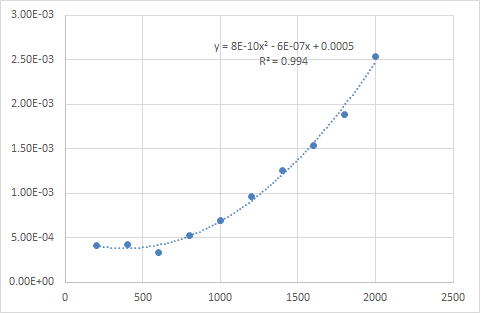 3.00E-03
y = 8E-10x² - 6E-07x + 0.0005
R² = 0.994
2.50E-03
2.00E-03
1.50E-03
1.00E-03
5.00E-04
0.00E+00
0 500 1000 1500 2000 2500